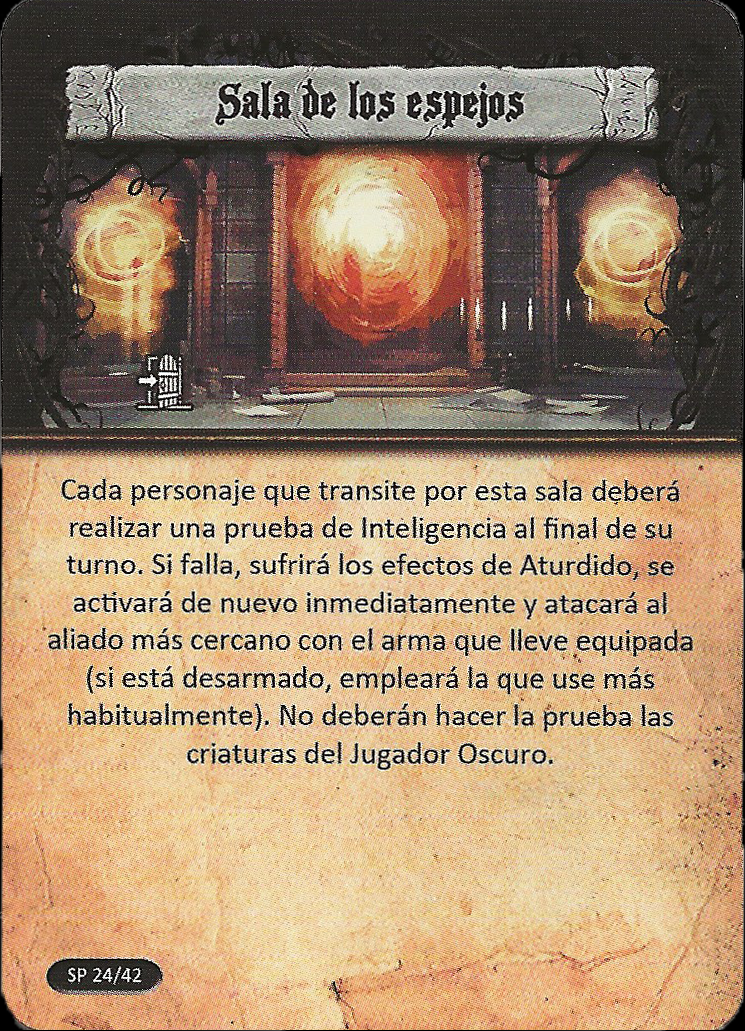 Sala de los espejos
Cada personaje que transite por esta sala deberá
realizar una prueba de Inteligencia al final de su
turno. Si falla, sufrirá los efectos de Aturdido, se
activará de nuevo inmediatamente y atacará al
aliado más cercano con el arma que lleve equipada
(si está desarmado, empleará la que use más
habitualmente). No deberán hacer la prueba las
criaturas del Jugador Oscuro.
SP 24/42